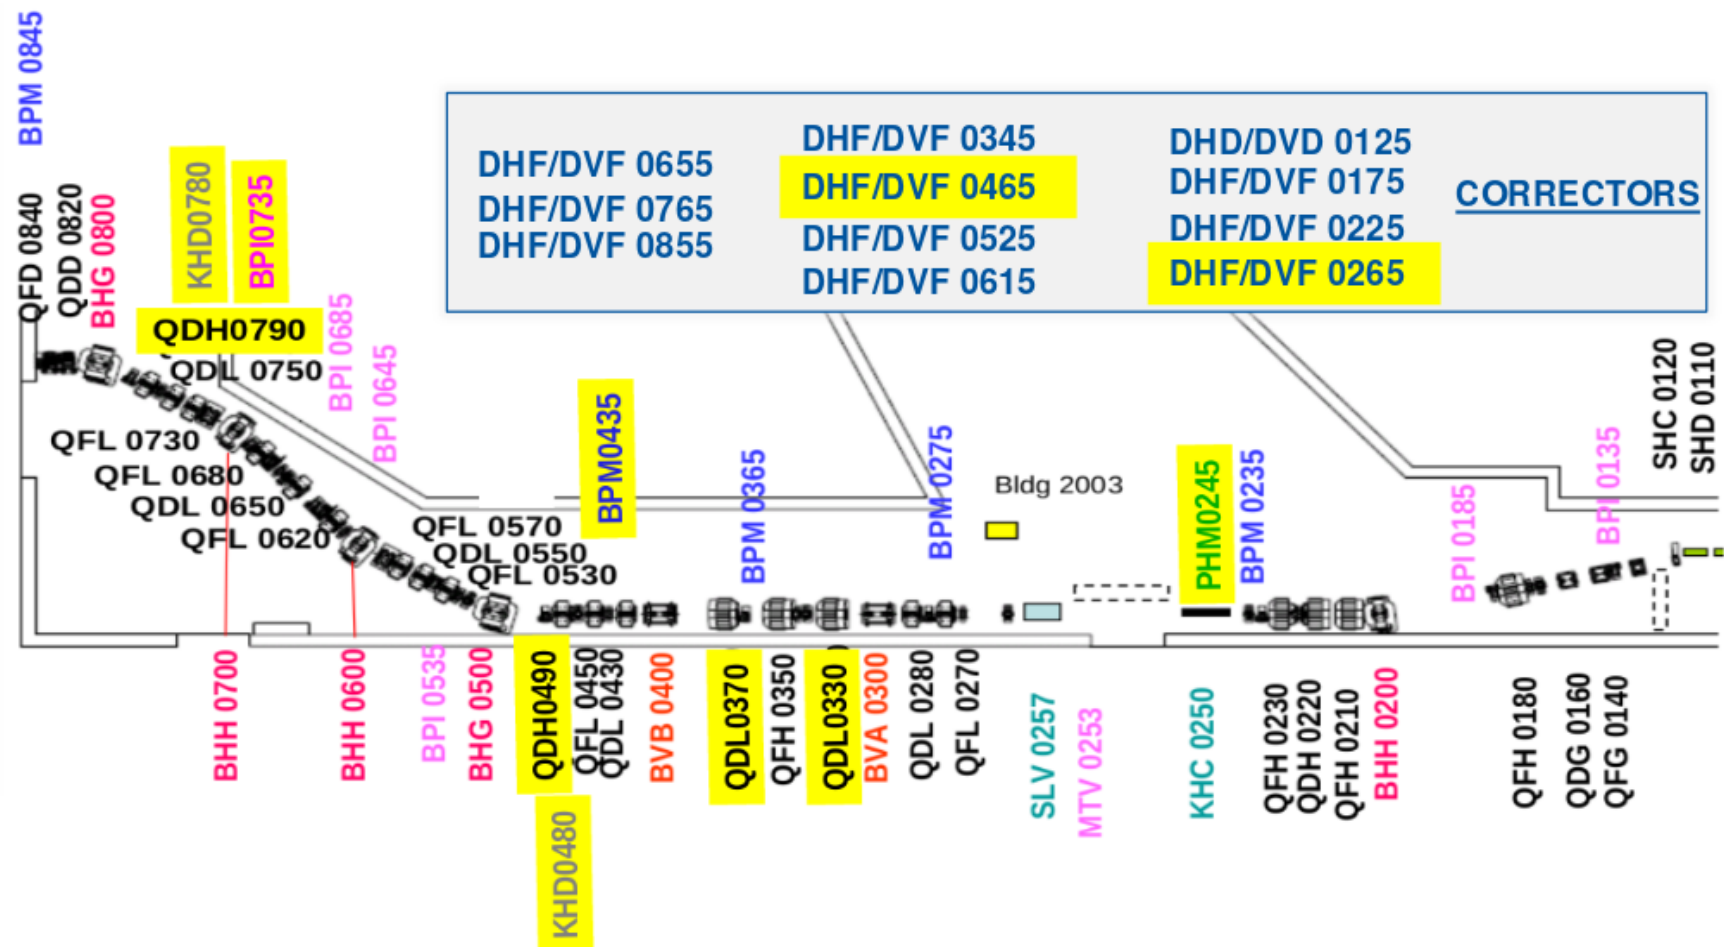 BPM 0845
QFD 0840
QDD 0820
BHG 0800
KHD0780
BPI0735
QDH0790
QDL 0750
BPI 0685
BPI 0645
DHF/DVF 0655
DHF/DVF 0765
DHF/DVF 0855
DHF/DVF 0345
DHF/DVF 0465
DHF/DVF 0525
DHF/DVF 0615
DHD/DVD 0125
DHF/DVF 0175
DHF/DVF 0225
DHF/DVF 0265
CORRECTORS
QFL 0730
QFL 0680
QDL 0650
QFL 0620
QFL 0570
QDL 0550
QFL 0530
BPM0435
BPM 0365
BPM 0275
Bldg 2003
PHM0245
BPM 0235
BPI 0185
BPI 0135
SHC 0120
SHD 0110
BHH 0700
BHH 0600
BPI 0535
BHG 0500
QDH0490
KHD0480
QFL 0450
QDL 0430
BVB 0400
QDL0370
QFH 0350
QDL0330
BVA 0300
QDL 0280
QFL 0270
SLV 0257
MTV 0253
KHC 0250
QFH 0230
QDH 0220
QFH 0210
BHH 0200
QFH 0180
QDG 0160
QFG 0140